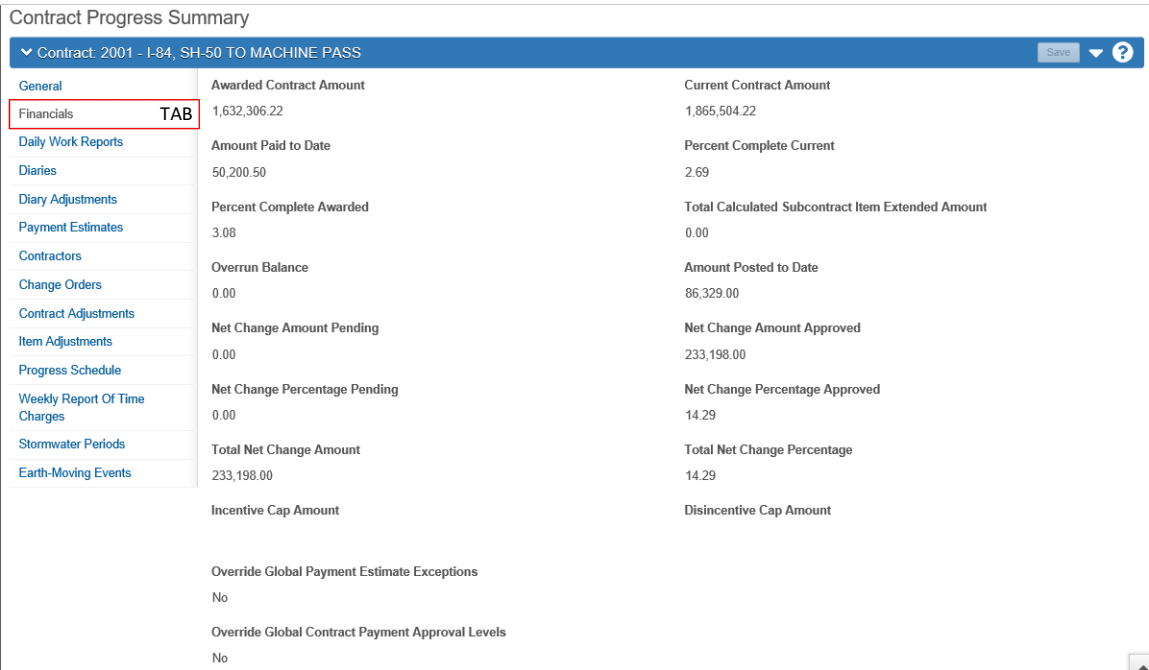 Contract Progress Summary
Contract: 2001 - I-84, SH-50 TO MACHINE PASS
Save
?
General
Financials TAB
Daily Work Reports
Diaries
Diary Adjustments
Payment Estimates
Contractors
Change Orders
Contract Adjustments
Item Adjustments
Progress Schedule
Weekly Report Of Time
Charges
Stormwater Periods
Earth-Moving Events
Awarded Contract Amount
1,632,306.22
Current Contract Amount
1,865,504.22
Amount Paid to Date
50,200.50
Percent Complete Current
2.69
Percent Complete Awarded
3.08
Total Calculated Subcontract Item Extended Amount
0.00
Overrun Balance
0.00
Amount Posted to Date
86,329.00
Net Change Amount Pending
0.00
Net Change Amount Approved
233,198.00
Net Change Percentage Pending
0.00
Net Change Percentage Approved
14.29
Total Net Change Amount
233,198.00
Total Net Change Percentage
14.29
Incentive Cap Amount
Disincentive Cap Amount
Override Global Payment Estimate Exceptions
No
Override Global Contract Payment Approval Levels
No